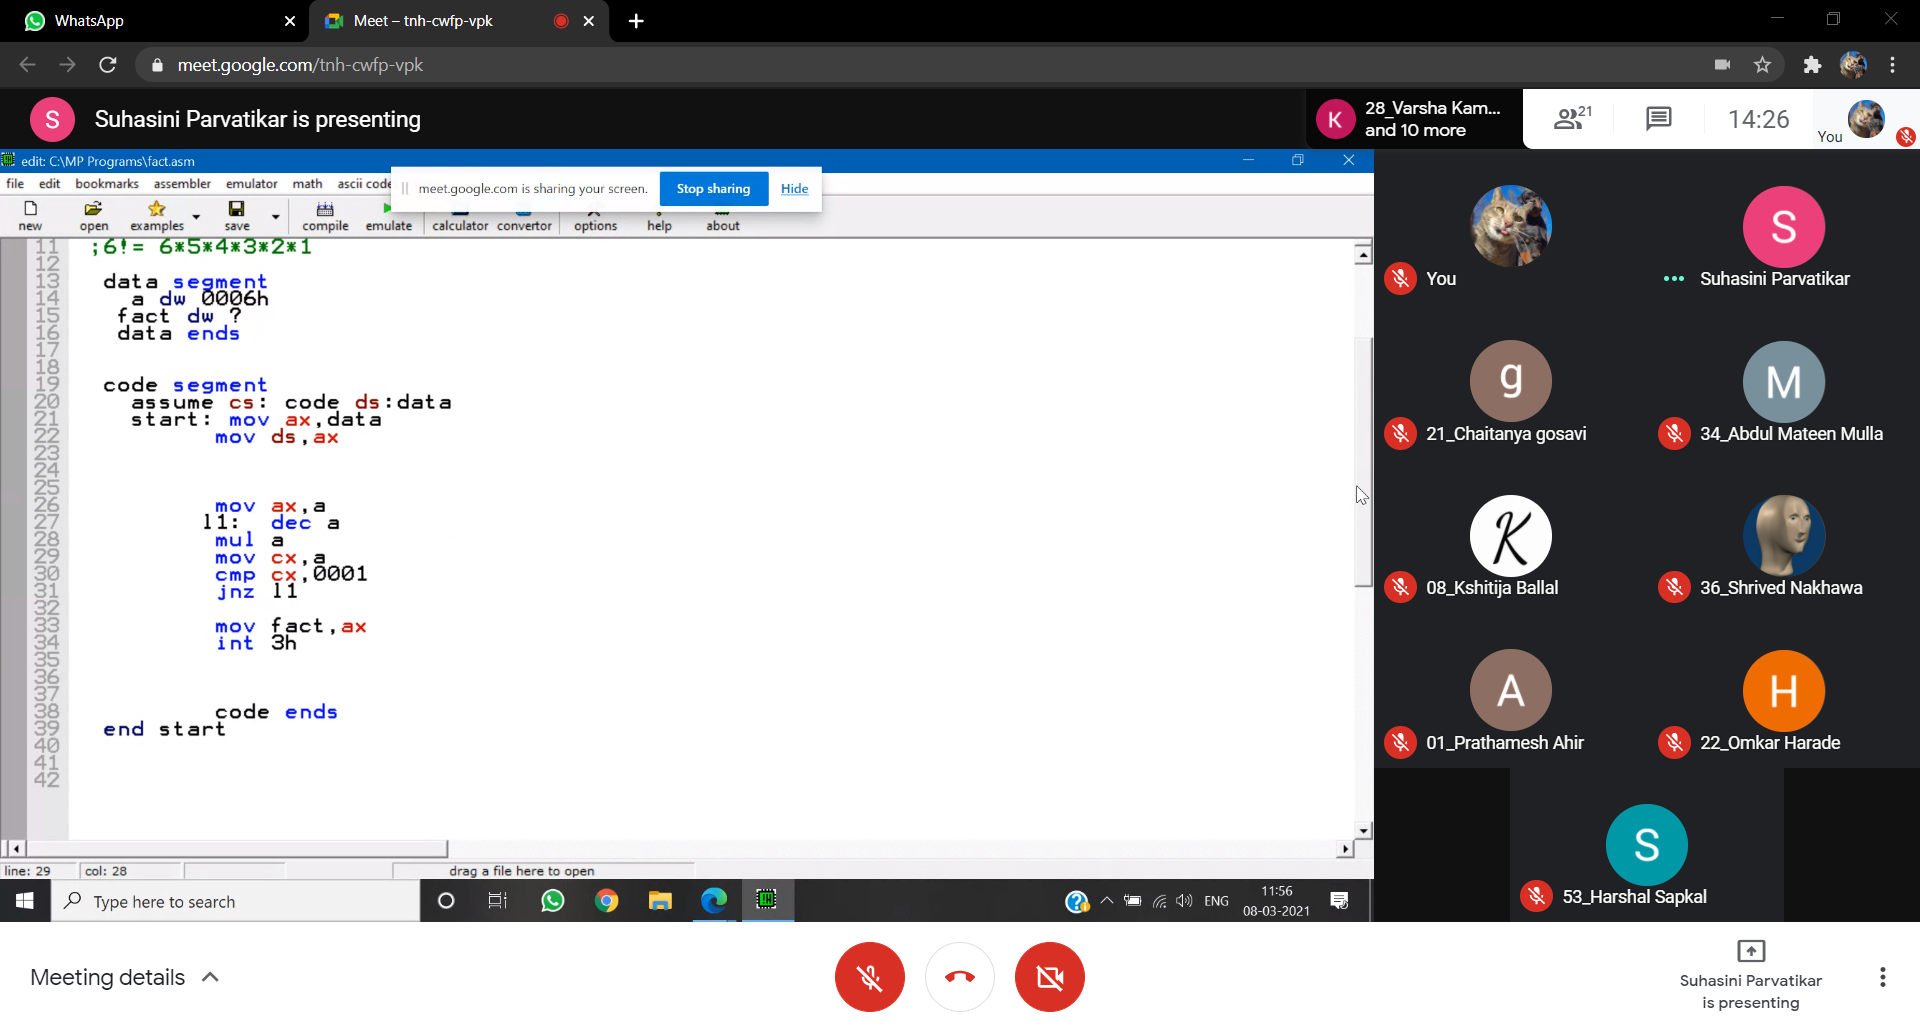 WhatsApp
Meet – tnh-cwfp-vpk
meet.google.com/tnh-cwfp-vpk
S
Suhasini Parvatikar is presenting
K
28_Varsha Kam...
and 10 more
21
14:26
You
edit: C:\MP Programs\fact.asm
file edit bookmarks assembler emulator math ascii code
meet.google.com is sharing your screen. Stop sharing Hide
new open examples save compile emulate calculator convertor options help about
11 ;6!= 6*5*4*3*2*1
12
13 data segment
14 a dw 0006h
15 fact dw ?
16 data ends
17
18
19 code segment
20 assume cs: code ds:data
21 start: mov ax,data
22 mov ds,ax
23
24
25
26 mov ax,a
27 l1: dec a
28 mul a
29 mov cx,a
30 cmp cx,0001
31 jnz l1
32
33 mov fact,ax
34 int 3h
35
36
37
38 code ends
39 end start
40
41
42
line: 29 col: 28 drag a file here to open
Type here to search
ENG
11:56
08-03-2021
You
S
Suhasini Parvatikar
g
21_Chaitanya gosavi
M
34_Abdul Mateen Mulla
K
08_Kshitija Ballal
36_Shrived Nakhawa
A
01_Prathamesh Ahir
H
22_Omkar Harade
S
53_Harshal Sapkal
Meeting details
Suhasini Parvatikar
is presenting